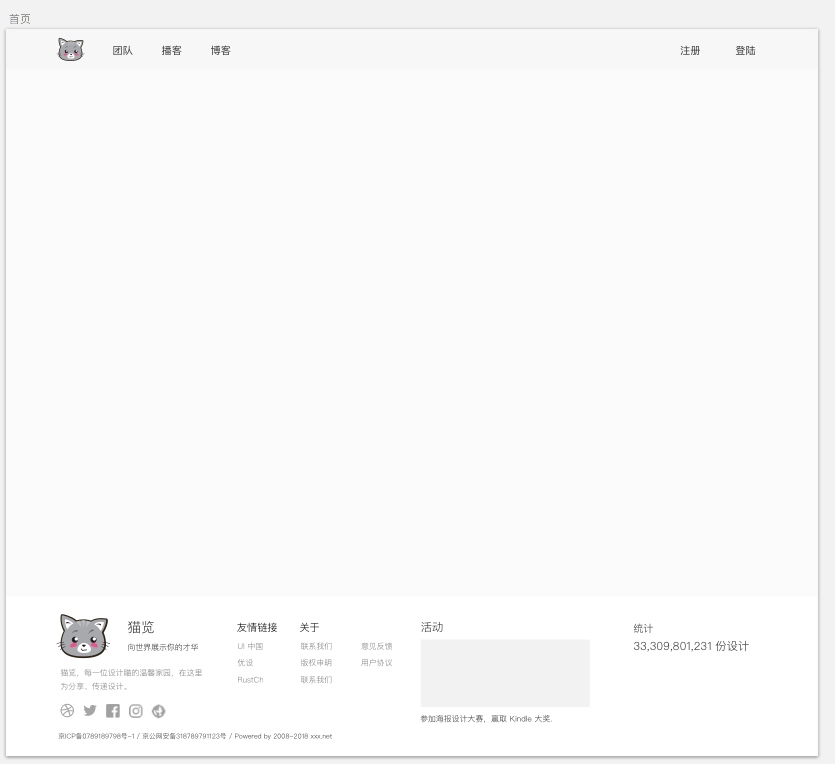 首页
团队 播客 博客 注册 登陆
猫览
向世界展示你的才华
猫览，每一位设计喵的温馨家园，在这里
为分享、传递设计。
友情链接
UI 中国
优设
RustCh
关于
联系我们 意见反馈
版权申明 用户协议
联系我们
活动
参加海报设计大赛，赢取 Kindle 大奖.
统计
33,309,801,231 份设计
京ICP备0789189798号-1 / 京公网安备318789791123号 / Powered by 2008-2018 xxx.net